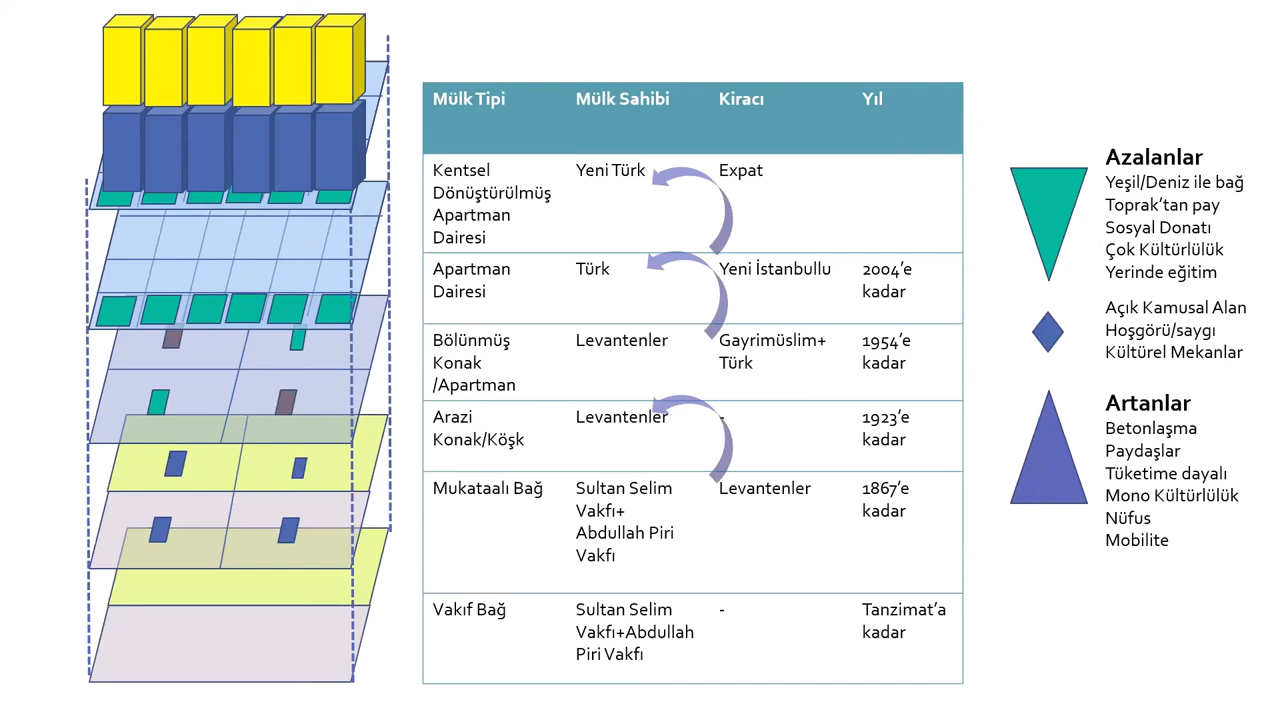 Mülk Tipi Mülk Sahibi Kiracı Yıl
Kentsel
Dönüştürülmüş
Apartman
Dairesi
Yeni Türk
Expat
Apartman
Dairesi
Türk
Yeni İstanbullu
2004'e
kadar
Bölünmüş
Konak
/Apartman
Levantenler
Gayrimüslim+
Türk
1954'e
kadar
Arazi
Konak/Köşk
Levantenler
-
1923'e
kadar
Mukataalı Bağ
Sultan Selim
Vakfı+
Abdullah Piri
Vakfı
Levantenler
1867'e
kadar
Vakıf Bağ
Sultan Selim
Vakfı+Abdullah
Piri Vakfı
-
Tanzimat'a
kadar
Azalanlar
Yeşil/Deniz ile bağ
Toprak'tan pay
Sosyal Donatı
Çok Kültürlülük
Yerinde eğitim
Açık Kamusal Alan
Hoşgörü/saygı
Kültürel Mekanlar
Artanlar
Betonlaşma
Paydaşlar
Tüketime dayalı
Mono Kültürlülük
Nüfus
Mobilite